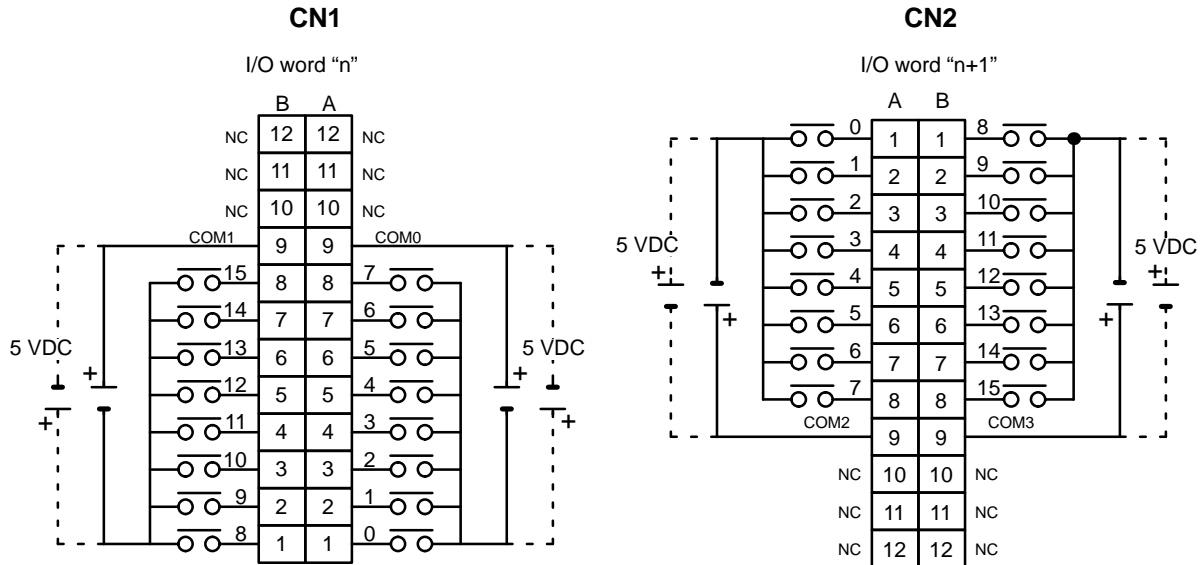 CN1
I/O word “n”
B A
NC 12 12 NC
NC 11 11 NC
NC 10 10 NC
COM1 9 9 COM0
15 8 8 7
14 7 7 6
13 6 6 5
12 5 5 4
11 4 4 3
10 3 3 2
9 2 2 1
8 1 1 0
5 VDC
+
+
5 VDC
+
+
CN2
I/O word “n+1”
A B
0 1 1 8
1 2 2 9
2 3 3 10
3 4 4 11
4 5 5 12
5 6 6 13
6 7 7 14
7 8 8 15
COM2 9 9 COM3
NC 10 10 NC
NC 11 11 NC
NC 12 12 NC
5 VDC
+
+
5 VDC
+
+